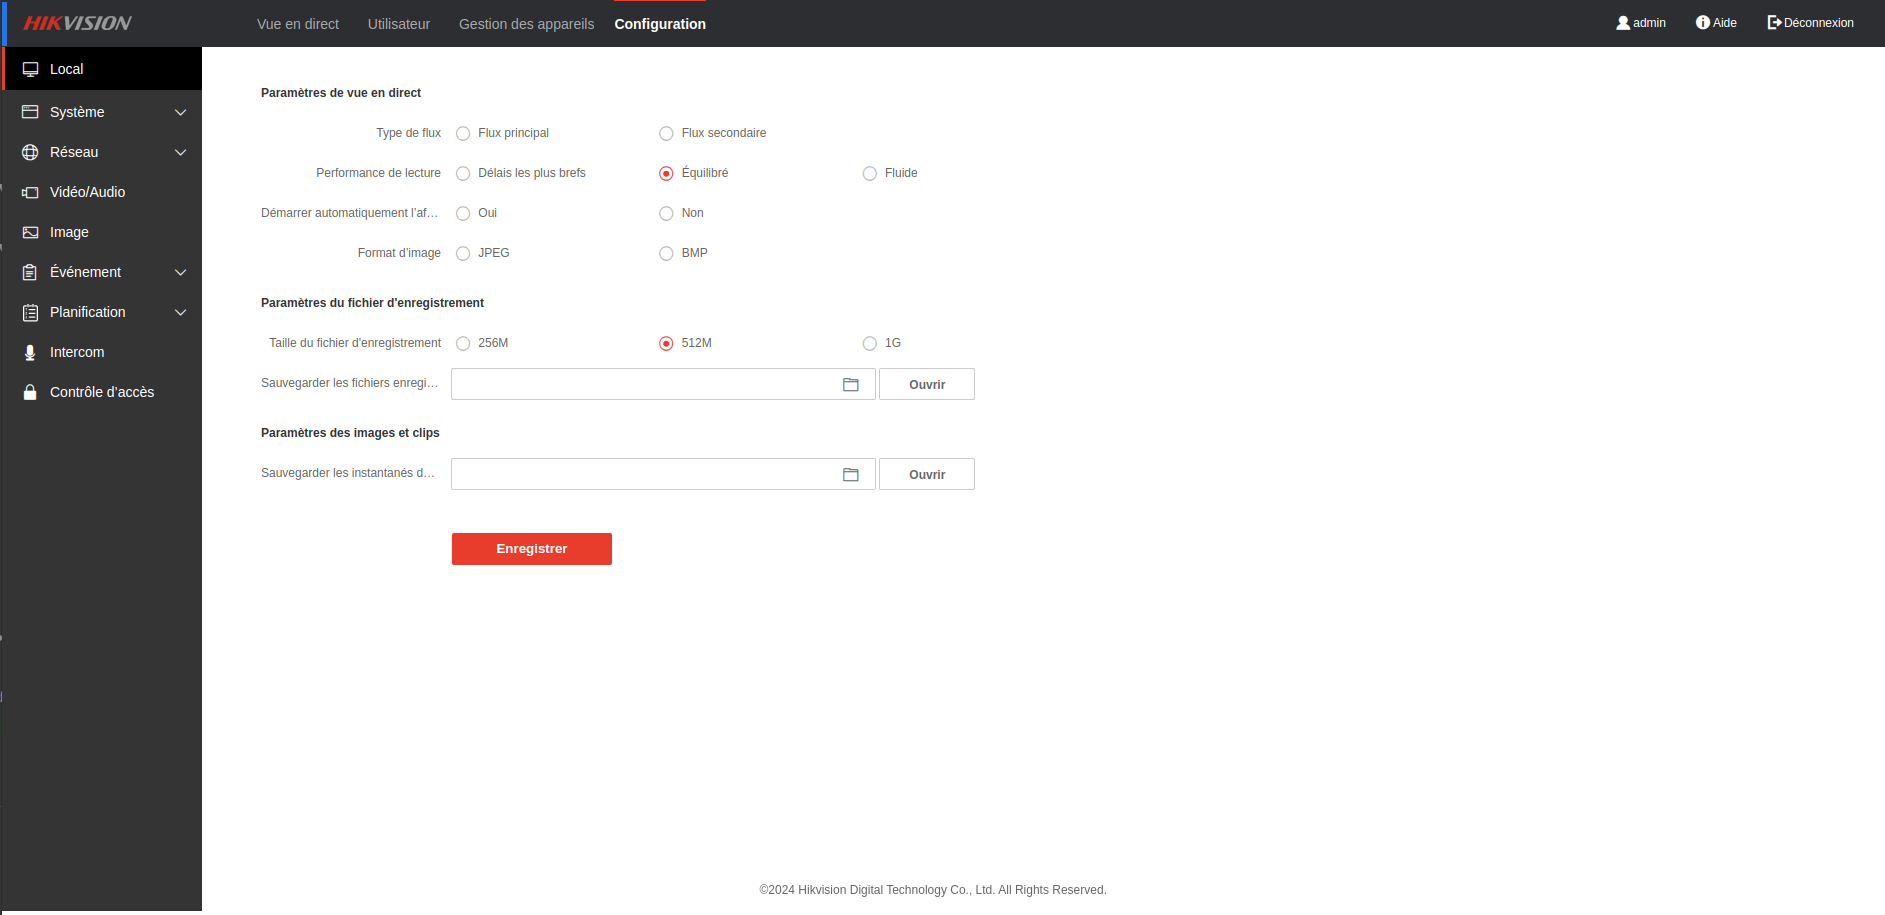 HIKVISION
Vue en direct
Utilisateur
Gestion des appareils
Configuration
admin
Aide
Déconnexion
Local
Système
Réseau
Vidéo/Audio
Image
Événement
Planification
Intercom
Contrôle d'accès
Paramètres de vue en direct
Type de flux
Flux principal
Flux secondaire
Performance de lecture
Délais les plus brefs
Équilibré
Fluide
Démarrer automatiquement l'af...
Oui
Non
Format d'image
JPEG
BMP
Paramètres du fichier d'enregistrement
Taille du fichier d'enregistrement
256M
512M
1G
Sauvegarder les fichiers enregi...
Ouvrir
Paramètres des images et clips
Sauvegarder les instantanés d...
Ouvrir
Enregistrer
©2024 Hikvision Digital Technology Co., Ltd. All Rights Reserved.